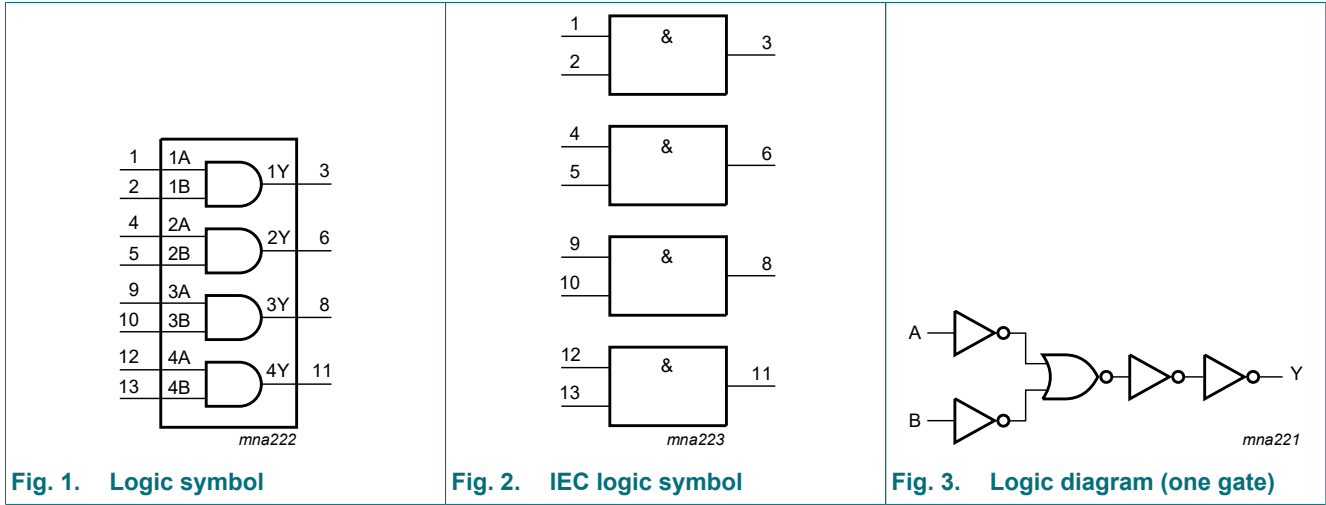 1 1A 1Y 3
2 1B
4 2A 2Y 6
5 2B
9 3A 3Y 8
10 3B
12 4A 4Y 11
13 4B
mna222
Fig. 1. Logic symbol
1 & 3
2
4 & 6
5
9 & 8
10
12 & 11
13
mna223
Fig. 2. IEC logic symbol
A
Y
B
mna221
Fig. 3. Logic diagram (one gate)